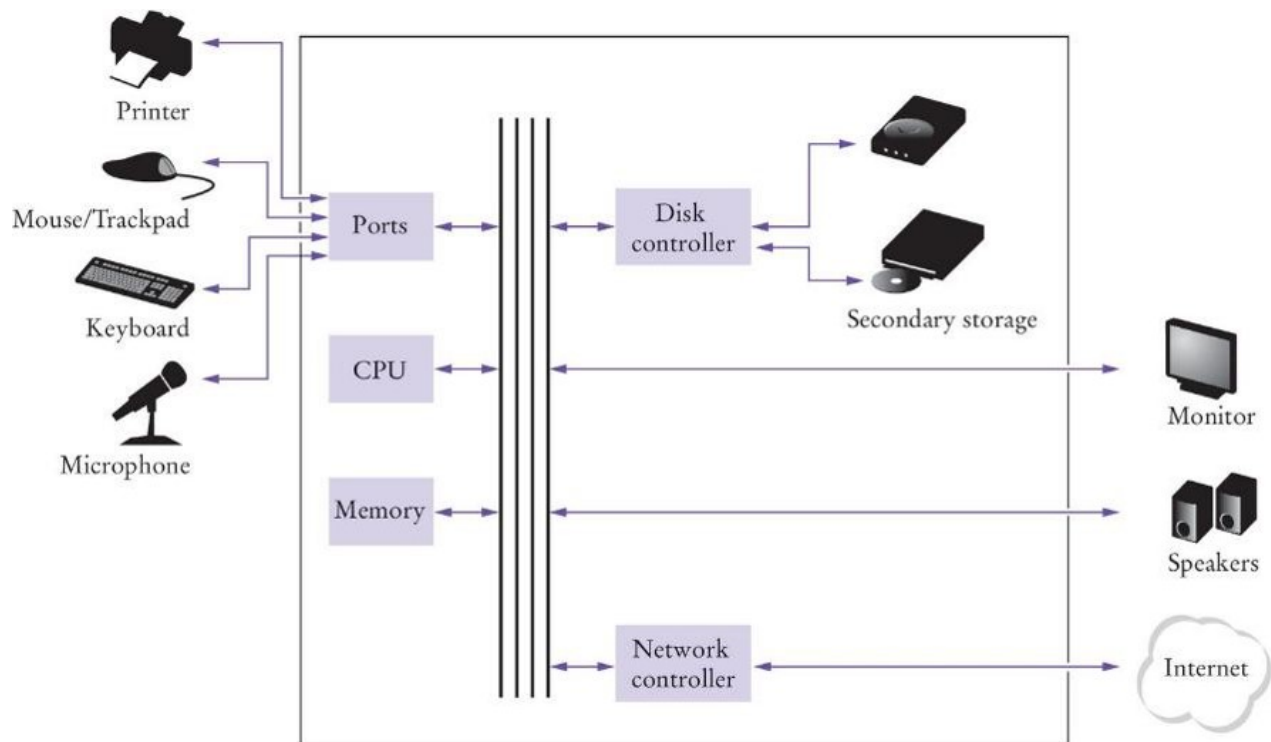 Printer
Mouse/Trackpad
Keyboard
Microphone
Ports
CPU
Memory
Disk
controller
Secondary storage
Network
controller
Monitor
Speakers
Internet